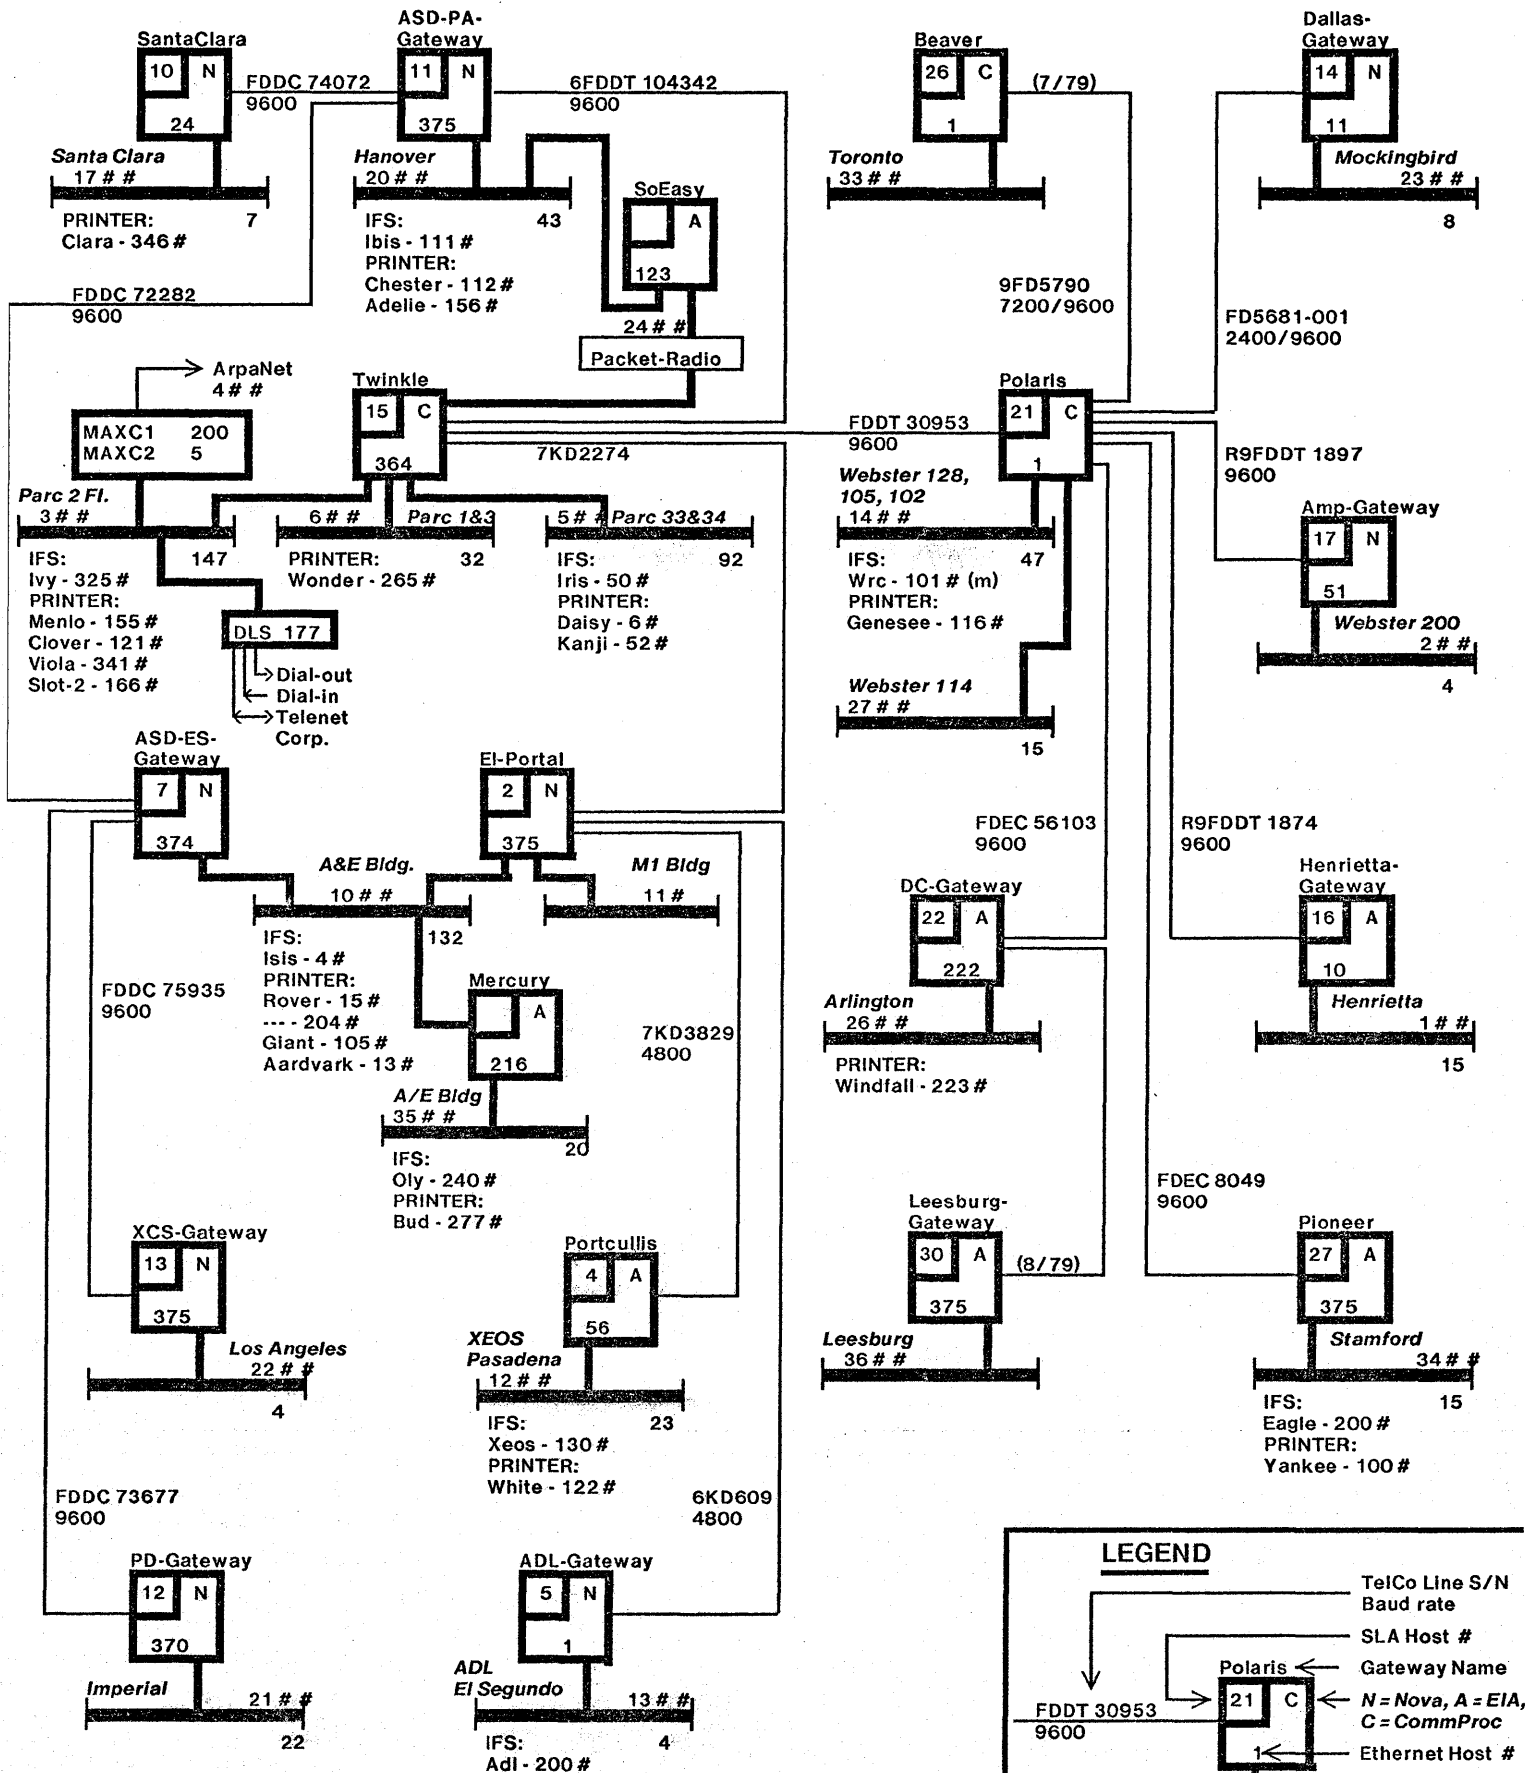 SantaClara
10 N
24
FDDC 74072
9600
ASD-PA-
Gateway
11 N
375
6FDDT 104342
9600
Beaver
26 C
1
(7/79)
Dallas-
Gateway
14 N
11
Santa Clara
17 # #
PRINTER: 7
Clara - 346 #
Hanover
20 # #
IFS: 43
Ibis - 111 #
PRINTER:
Chester - 112 #
Adelie - 156 #
SoEasy
A
123
24 # #
Packet-Radio
Toronto
33 # #
Mockingbird
23 # #
8
FDDC 72282
9600
9FD5790
7200/9600
FD5681-001
2400/9600
ArpaNet
4 # #
MAXC1 200
MAXC2 5
Twinkle
15 C
364
7KD2274
FDDT 30953
9600
Polaris
21 C
1
R9FDDT 1897
9600
Parc 2 Fl.
3 # #
IFS: 147
Ivy - 325 #
PRINTER:
Menlo - 155 #
Clover - 121 #
Viola - 341 #
Slot-2 - 166 #
6 # # Parc 1&3
PRINTER: 32
Wonder - 265 #
5 # # Parc 33&34
IFS: 92
Iris - 50 #
PRINTER:
Daisy - 6 #
Kanji - 52 #
DLS 177
Dial-out
Dial-in
Telenet
Corp.
Webster 128,
105, 102
14 # #
IFS: 47
Wrc - 101 # (m)
PRINTER:
Genesee - 116 #
Webster 114
27 # #
15
Amp-Gateway
17 N
51
Webster 200
2 # #
4
ASD-ES-
Gateway
7 N
374
El-Portal
2 N
375
A&E Bldg.
10 # #
132
IFS:
Isis - 4 #
PRINTER:
Rover - 15 #
---- - 204 #
Giant - 105 #
Aardvark - 13 #
M1 Bldg
11 #
FDEC 56103
9600
R9FDDT 1874
9600
DC-Gateway
22 A
222
Henrietta-
Gateway
16 A
10
FDDC 75935
9600
Mercury
A
216
7KD3829
4800
Arlington
26 # #
PRINTER:
Windfall - 223 #
Henrietta
1 # #
15
A/E Bldg
35 # #
20
IFS:
Oly - 240 #
PRINTER:
Bud - 277 #
FDEC 8049
9600
XCS-Gateway
13 N
375
Los Angeles
22 # #
4
Portcullis
4 A
56
XEOS
Pasadena
12 # #
IFS: 23
Xeos - 130 #
PRINTER:
White - 122 #
Leesburg-
Gateway
30 A
375
(8/79)
Leesburg
36 # #
Pioneer
27 A
375
Stamford
34 # #
IFS: 15
Eagle - 200 #
PRINTER:
Yankee - 100 #
FDDC 73677
9600
6KD609
4800
PD-Gateway
12 N
370
Imperial
21 # #
22
ADL-Gateway
5 N
1
ADL
El Segundo
13 # #
IFS: 4
Adl - 200 #
LEGEND
TelCo Line S/N
Baud rate
SLA Host #
Polaris
Gateway Name
21 C
N = Nova, A = EIA,
C = CommProc
FDDT 30953
9600
1
Ethernet Host #